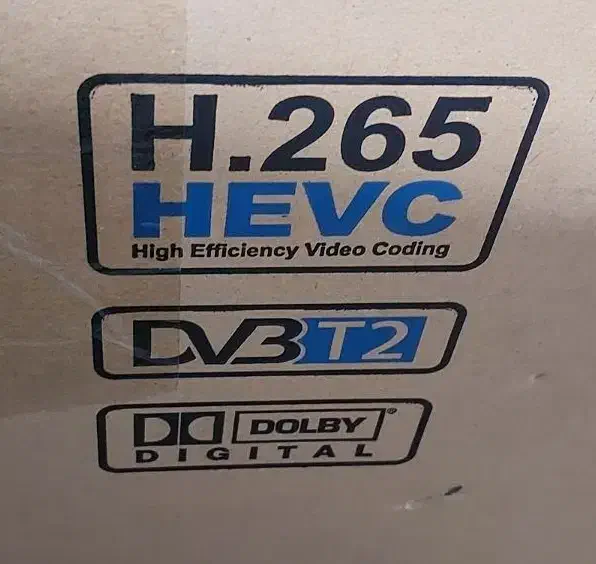 H.265
HEVC
High Efficiency Video Coding
DVB T2
DOLBY®
DIGITAL